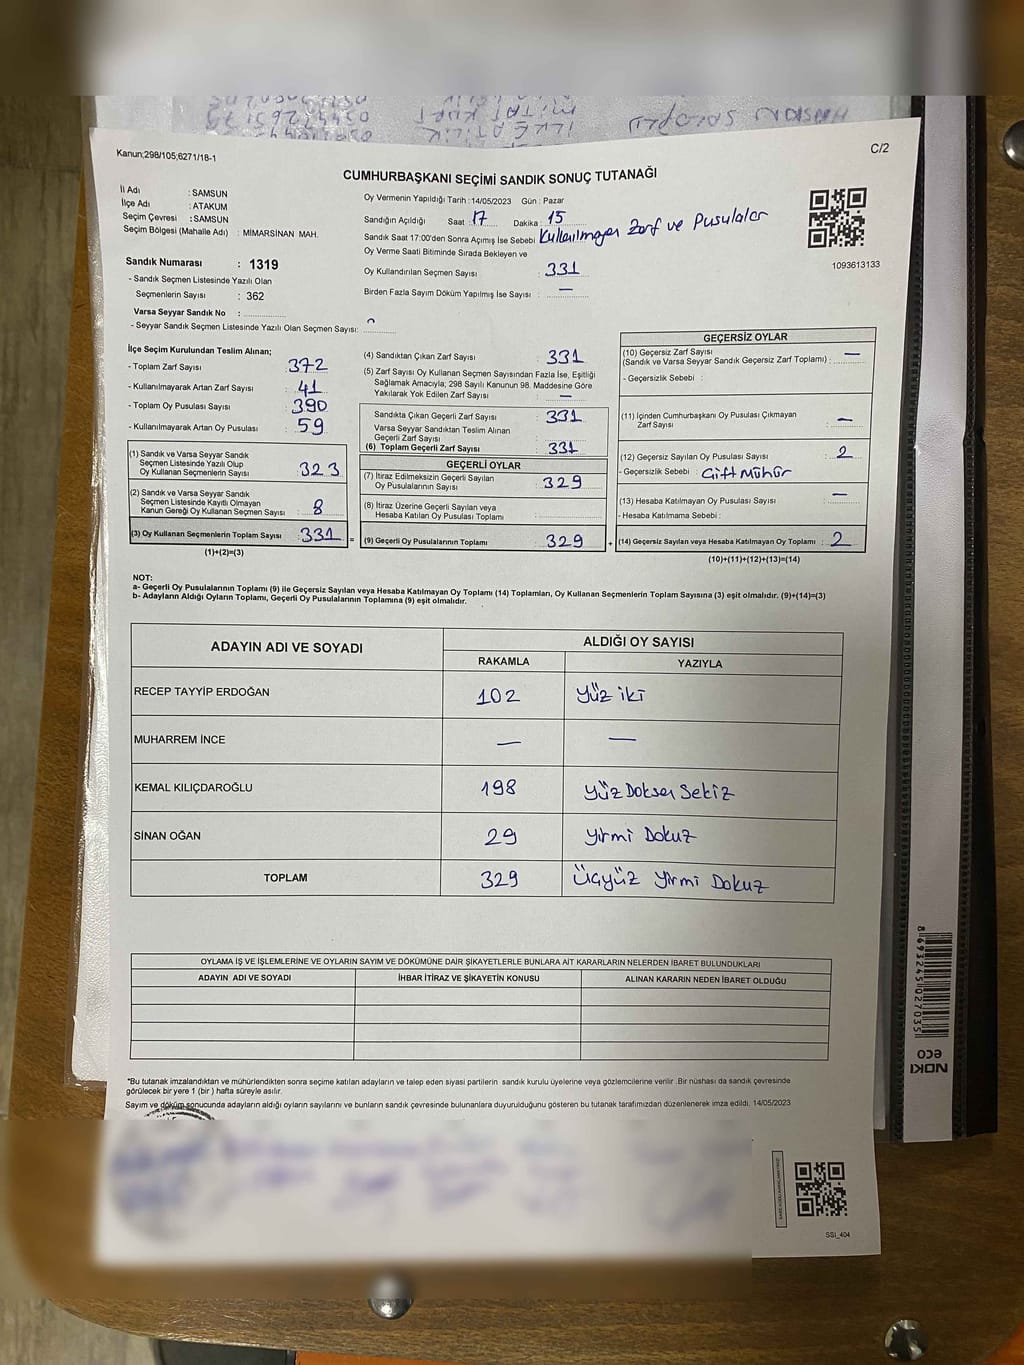 Kanun;298/105;6271/18-1
C/2
CUMHURBAŞKANI SEÇİMİ SANDIK SONUÇ TUTANAĞI
İl Adı : SAMSUN
İlçe Adı : ATAKUM
Seçim Çevresi : SAMSUN
Seçim Bölgesi (Mahalle Adı) : MİMARSİNAN MAH.
Oy Vermenin Yapıldığı Tarih : 14/05/2023 Gün : Pazar
Sandığın Açıldığı Saat : 17 Dakika : 15
Sandık Saat 17:00'den Sonra Açımış İse Sebebi Kullanılmayan Zarf ve Pusulalar
Oy Verme Saati Bitiminde Sırada Bekleyen ve
Oy Kullandırılan Seçmen Sayısı : 331
Birden Fazla Sayım Döküm Yapılmış İse Sayısı : —
1093613133
Sandık Numarası : 1319
- Sandık Seçmen Listesinde Yazılı Olan
Seçmenlerin Sayısı : 362
Varsa Seyyar Sandık No :
- Seyyar Sandık Seçmen Listesinde Yazılı Olan Seçmen Sayısı:
İlçe Seçim Kurulundan Teslim Alınan;
- Toplam Zarf Sayısı : 372
- Kullanılmayarak Artan Zarf Sayısı : 41
- Toplam Oy Pusulası Sayısı : 390
- Kullanılmayarak Artan Oy Pusulası : 59
(1) Sandık ve Varsa Seyyar Sandık
Seçmen Listesinde Yazılı Olup
Oy Kullanan Seçmenlerin Sayısı : 323
(2) Sandık ve Varsa Seyyar Sandık
Seçmen Listesinde Kayıtlı Olmayan
Kanun Gereği Oy Kullanan Seçmen Sayısı : 8
(3) Oy Kullanan Seçmenlerin Toplam Sayısı : 331 =
(1)+(2)=(3)
(4) Sandıktan Çıkan Zarf Sayısı : 331
(5) Zarf Sayısı Oy Kullanan Seçmen Sayısından Fazla İse, Eşitliği
Sağlamak Amacıyla; 298 Sayılı Kanunun 98. Maddesine Göre
Yakılarak Yok Edilen Zarf Sayısı : —
Sandıkta Çıkan Geçerli Zarf Sayısı : 331
Varsa Seyyar Sandıktan Teslim Alınan
Geçerli Zarf Sayısı :
(6) Toplam Geçerli Zarf Sayısı : 331
GEÇERLİ OYLAR
(7) İtiraz Edilmeksizin Geçerli Sayılan
Oy Pusulalarının Sayısı : 329
(8) İtiraz Üzerine Geçerli Sayılan veya
Hesaba Katılan Oy Pusulası Toplamı :
(9) Geçerli Oy Pusulalarının Toplamı : 329 +
GEÇERSİZ OYLAR
(10) Geçersiz Zarf Sayısı
(Sandık ve Varsa Seyyar Sandık Geçersiz Zarf Toplamı) : —
- Geçersizlik Sebebi :
(11) İçinden Cumhurbaşkanı Oy Pusulası Çıkmayan
Zarf Sayısı : —
(12) Geçersiz Sayılan Oy Pusulası Sayısı : 2
- Geçersizlik Sebebi : Çift Mühür
(13) Hesaba Katılmayan Oy Pusulası Sayısı : —
- Hesaba Katılmama Sebebi :
(14) Geçersiz Sayılan veya Hesaba Katılmayan Oy Toplamı : 2
(10)+(11)+(12)+(13)=(14)
NOT:
a- Geçerli Oy Pusulalarının Toplamı (9) ile Geçersiz Sayılan veya Hesaba Katılmayan Oy Toplamı (14) Toplamları, Oy Kullanan Seçmenlerin Toplam Sayısına (3) eşit olmalıdır. (9)+(14)=(3)
b- Adayların Aldığı Oyların Toplamı, Geçerli Oy Pusulalarının Toplamına (9) eşit olmalıdır.
ADAYIN ADI VE SOYADI ALDIĞI OY SAYISI
RAKAMLA YAZIYLA
RECEP TAYYİP ERDOĞAN 102 Yüz iki
MUHARREM İNCE — —
KEMAL KILIÇDAROĞLU 198 Yüz Doksan Sekiz
SİNAN OĞAN 29 Yirmi Dokuz
TOPLAM 329 Üçyüz Yirmi Dokuz
OYLAMA İŞ VE İŞLEMLERİNE VE OYLARIN SAYIM VE DÖKÜMÜNE DAİR ŞİKAYETLERLE BUNLARA AİT KARARLARIN NELERDEN İBARET BULUNDUKLARI
ADAYIN ADI VE SOYADI İHBAR İTİRAZ VE ŞİKAYETİN KONUSU ALINAN KARARIN NEDEN İBARET OLDUĞU
*Bu tutanak imzalandıktan ve mühürlendikten sonra seçime katılan adayların ve talep eden siyasi partilerin sandık kurulu üyelerine veya gözlemcilerine verilir .Bir nüshası da sandık çevresinde
görülecek bir yere 1 (bir ) hafta süreyle asılır.
Sayım ve döküm sonucunda adayların aldığı oyların sayılarını ve bunların sandık çevresinde bulunanlara duyurulduğunu gösteren bu tutanak tarafımızdan düzenlenerek imza edildi. 14/05/2023
SSI_404
8693245027035
NOKI
eco